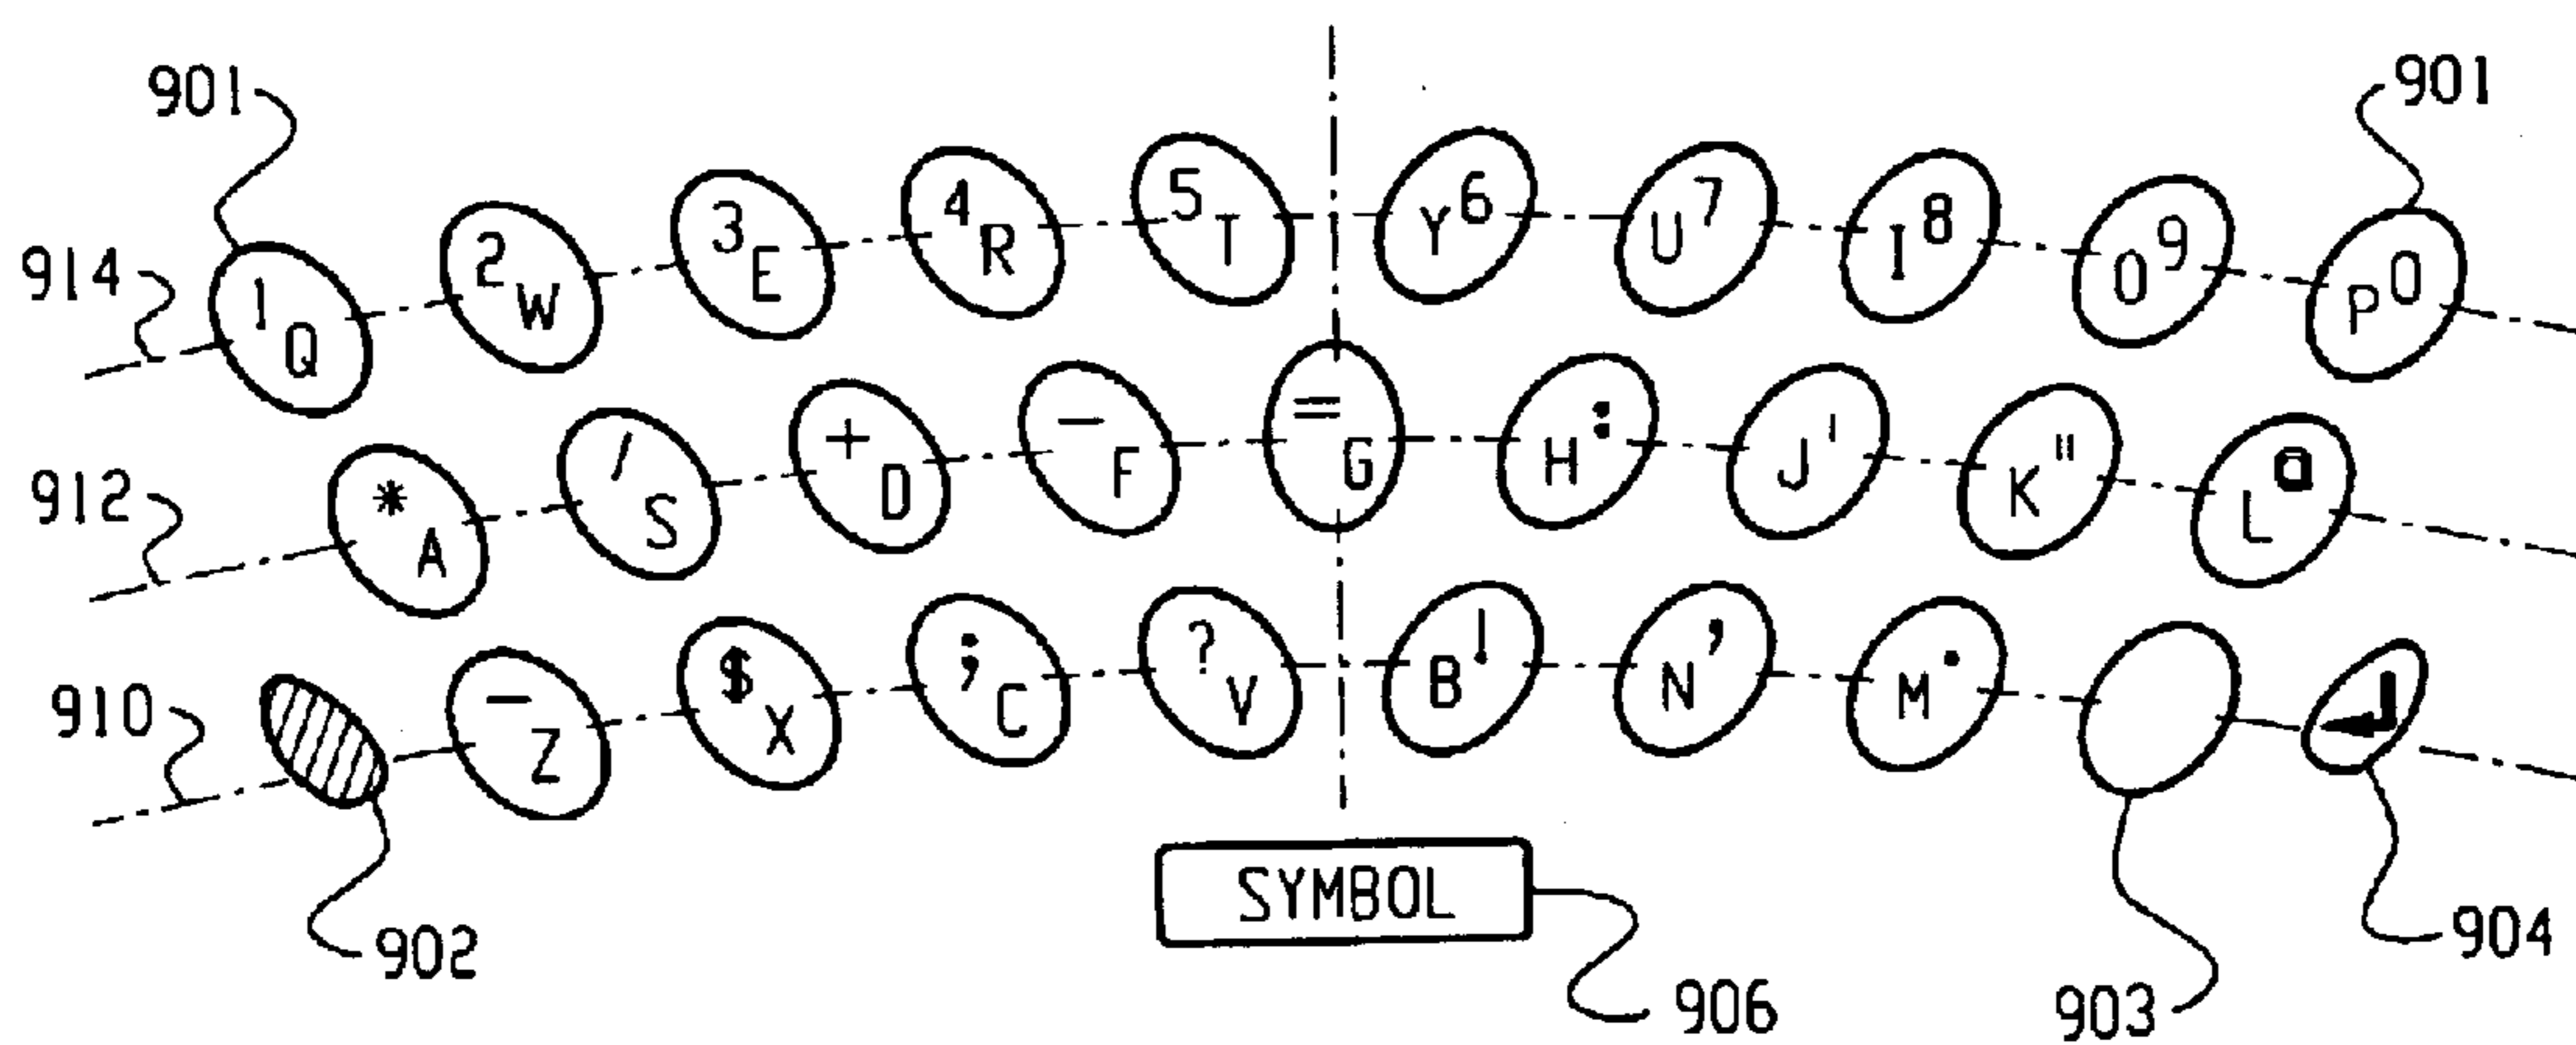 901 901
914 1Q 2W 3E 4R 5T Y6 U7 I8 O9 P0
912 *A /S +D -F =G H: J' K" L@
910 _Z $X ;C ?V B! N, M. ↵
SYMBOL
902 906 903 904